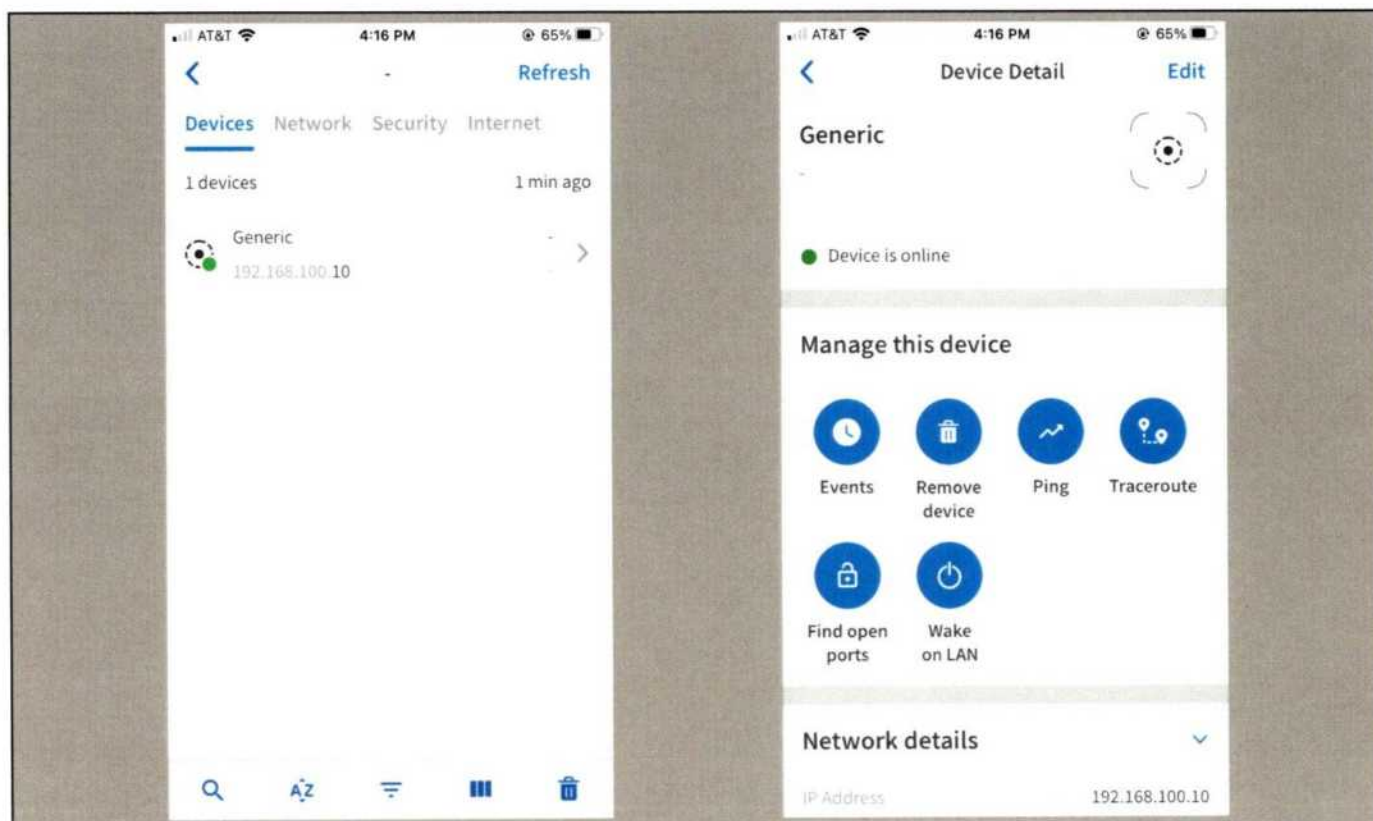 AT&T 4:16 PM 65%
- Refresh
Devices Network Security Internet
1 devices 1 min ago
Generic -
192.168.100.10 -
AZ
AT&T 4:16 PM 65%
Device Detail Edit
Generic
-
Device is online
Manage this device
Events Remove device Ping Traceroute
Find open ports Wake on LAN
Network details
IP Address 192.168.100.10